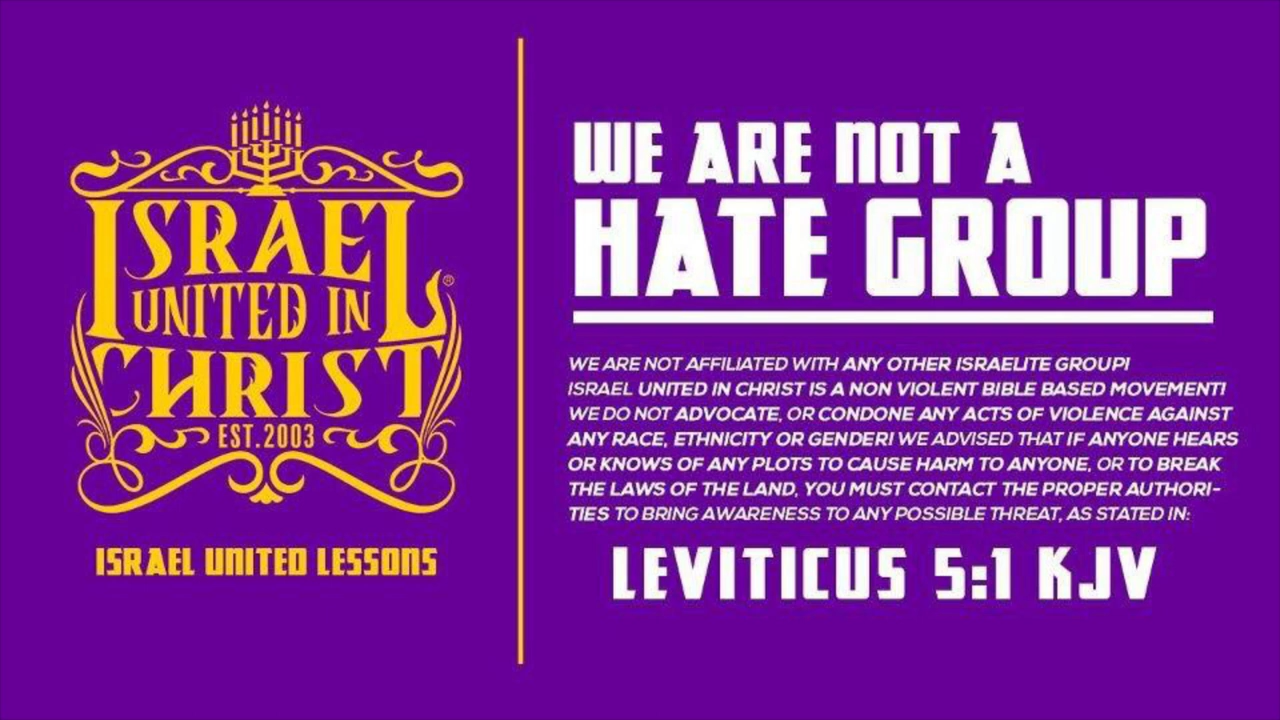 ISRAEL
UNITED IN
CHRIST
®
EST.2003
ISRAEL UNITED LESSONS
WE ARE NOT A
HATE GROUP
WE ARE NOT AFFILIATED WITH ANY OTHER ISRAELITE GROUP!
ISRAEL UNITED IN CHRIST IS A NON VIOLENT BIBLE BASED MOVEMENT!
WE DO NOT ADVOCATE, OR CONDONE ANY ACTS OF VIOLENCE AGAINST
ANY RACE, ETHNICITY OR GENDER! WE ADVISED THAT IF ANYONE HEARS
OR KNOWS OF ANY PLOTS TO CAUSE HARM TO ANYONE, OR TO BREAK
THE LAWS OF THE LAND, YOU MUST CONTACT THE PROPER AUTHORI-
TIES TO BRING AWARENESS TO ANY POSSIBLE THREAT, AS STATED IN:
LEVITICUS 5:1 KJV